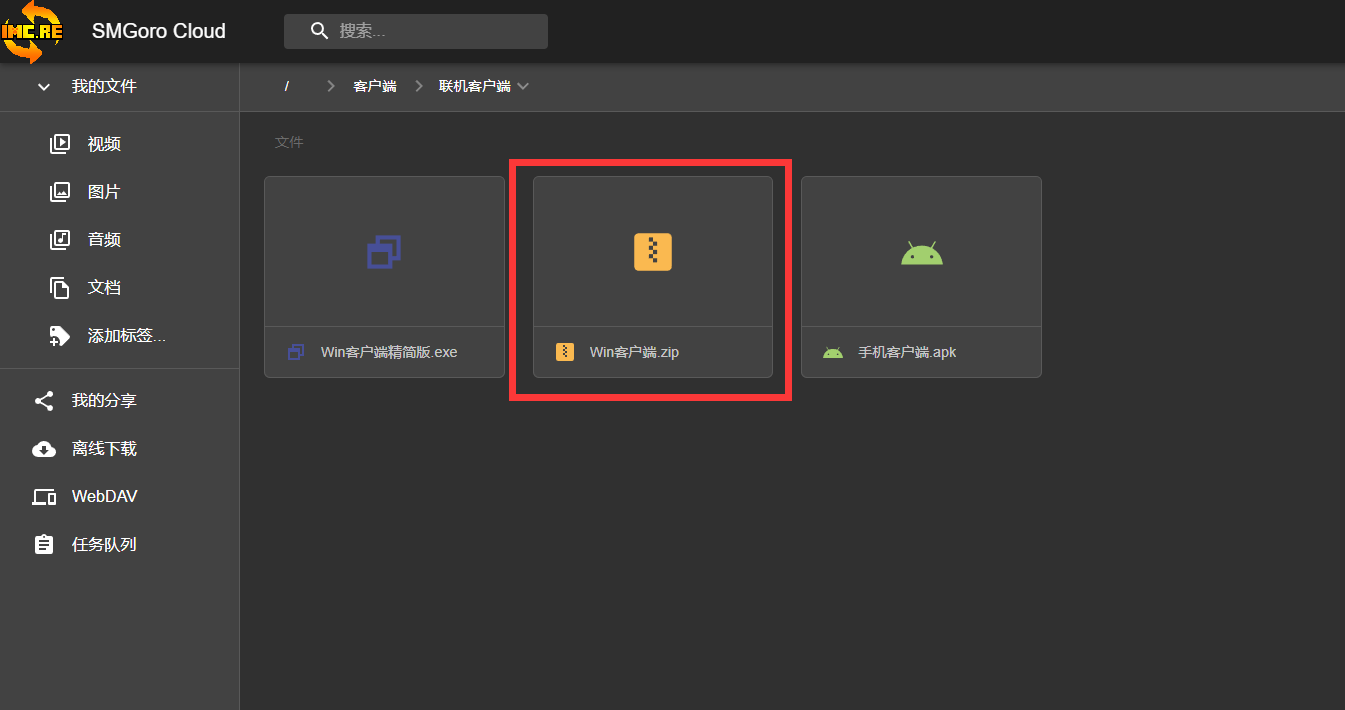 IMC.RE
SMGoro Cloud
搜索...
我的文件
/
客户端
联机客户端
视频
图片
音频
文档
添加标签...
我的分享
离线下载
WebDAV
任务队列
文件
Win客户端精简版.exe
Win客户端.zip
手机客户端.apk